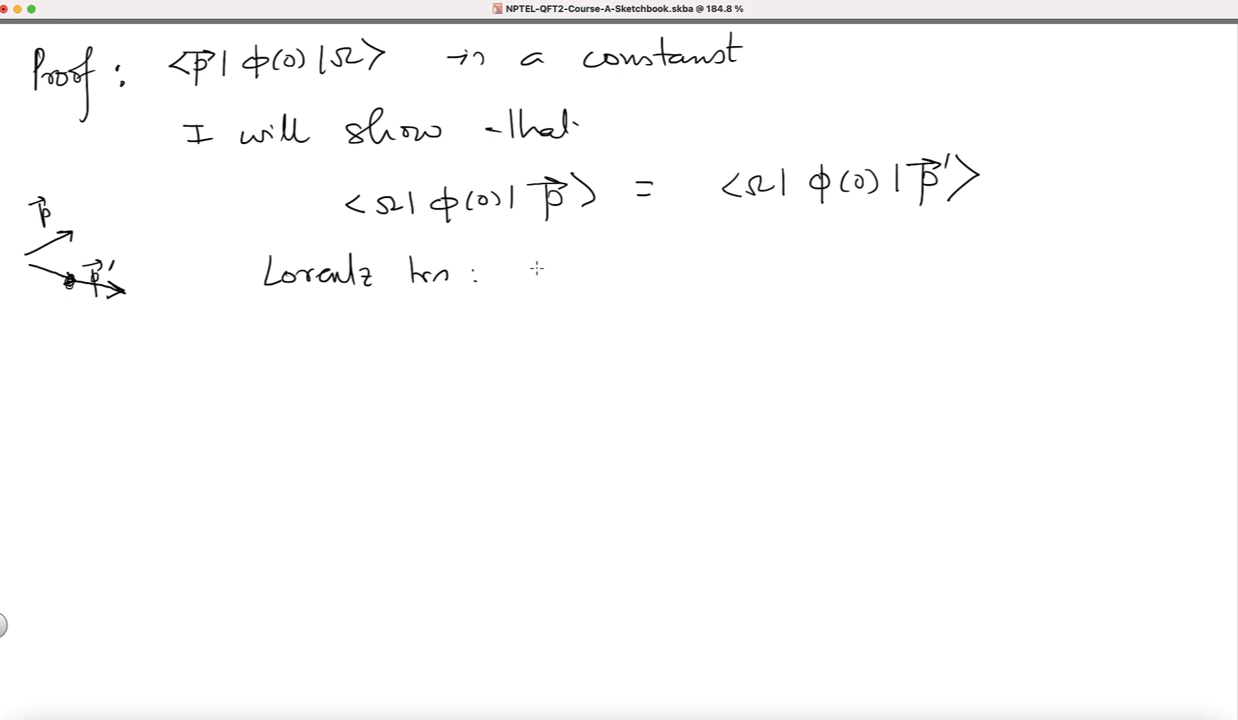 NPTEL-QFT2-Course-A-Sketchbook.skba @ 184.8 %
Proof : <p⃗| ϕ(0) |Ω> is a constant
I will show that
<Ω| ϕ(0) | p⃗> = <Ω| ϕ(0) | p⃗'>
p⃗
p⃗'
Lorentz trn :